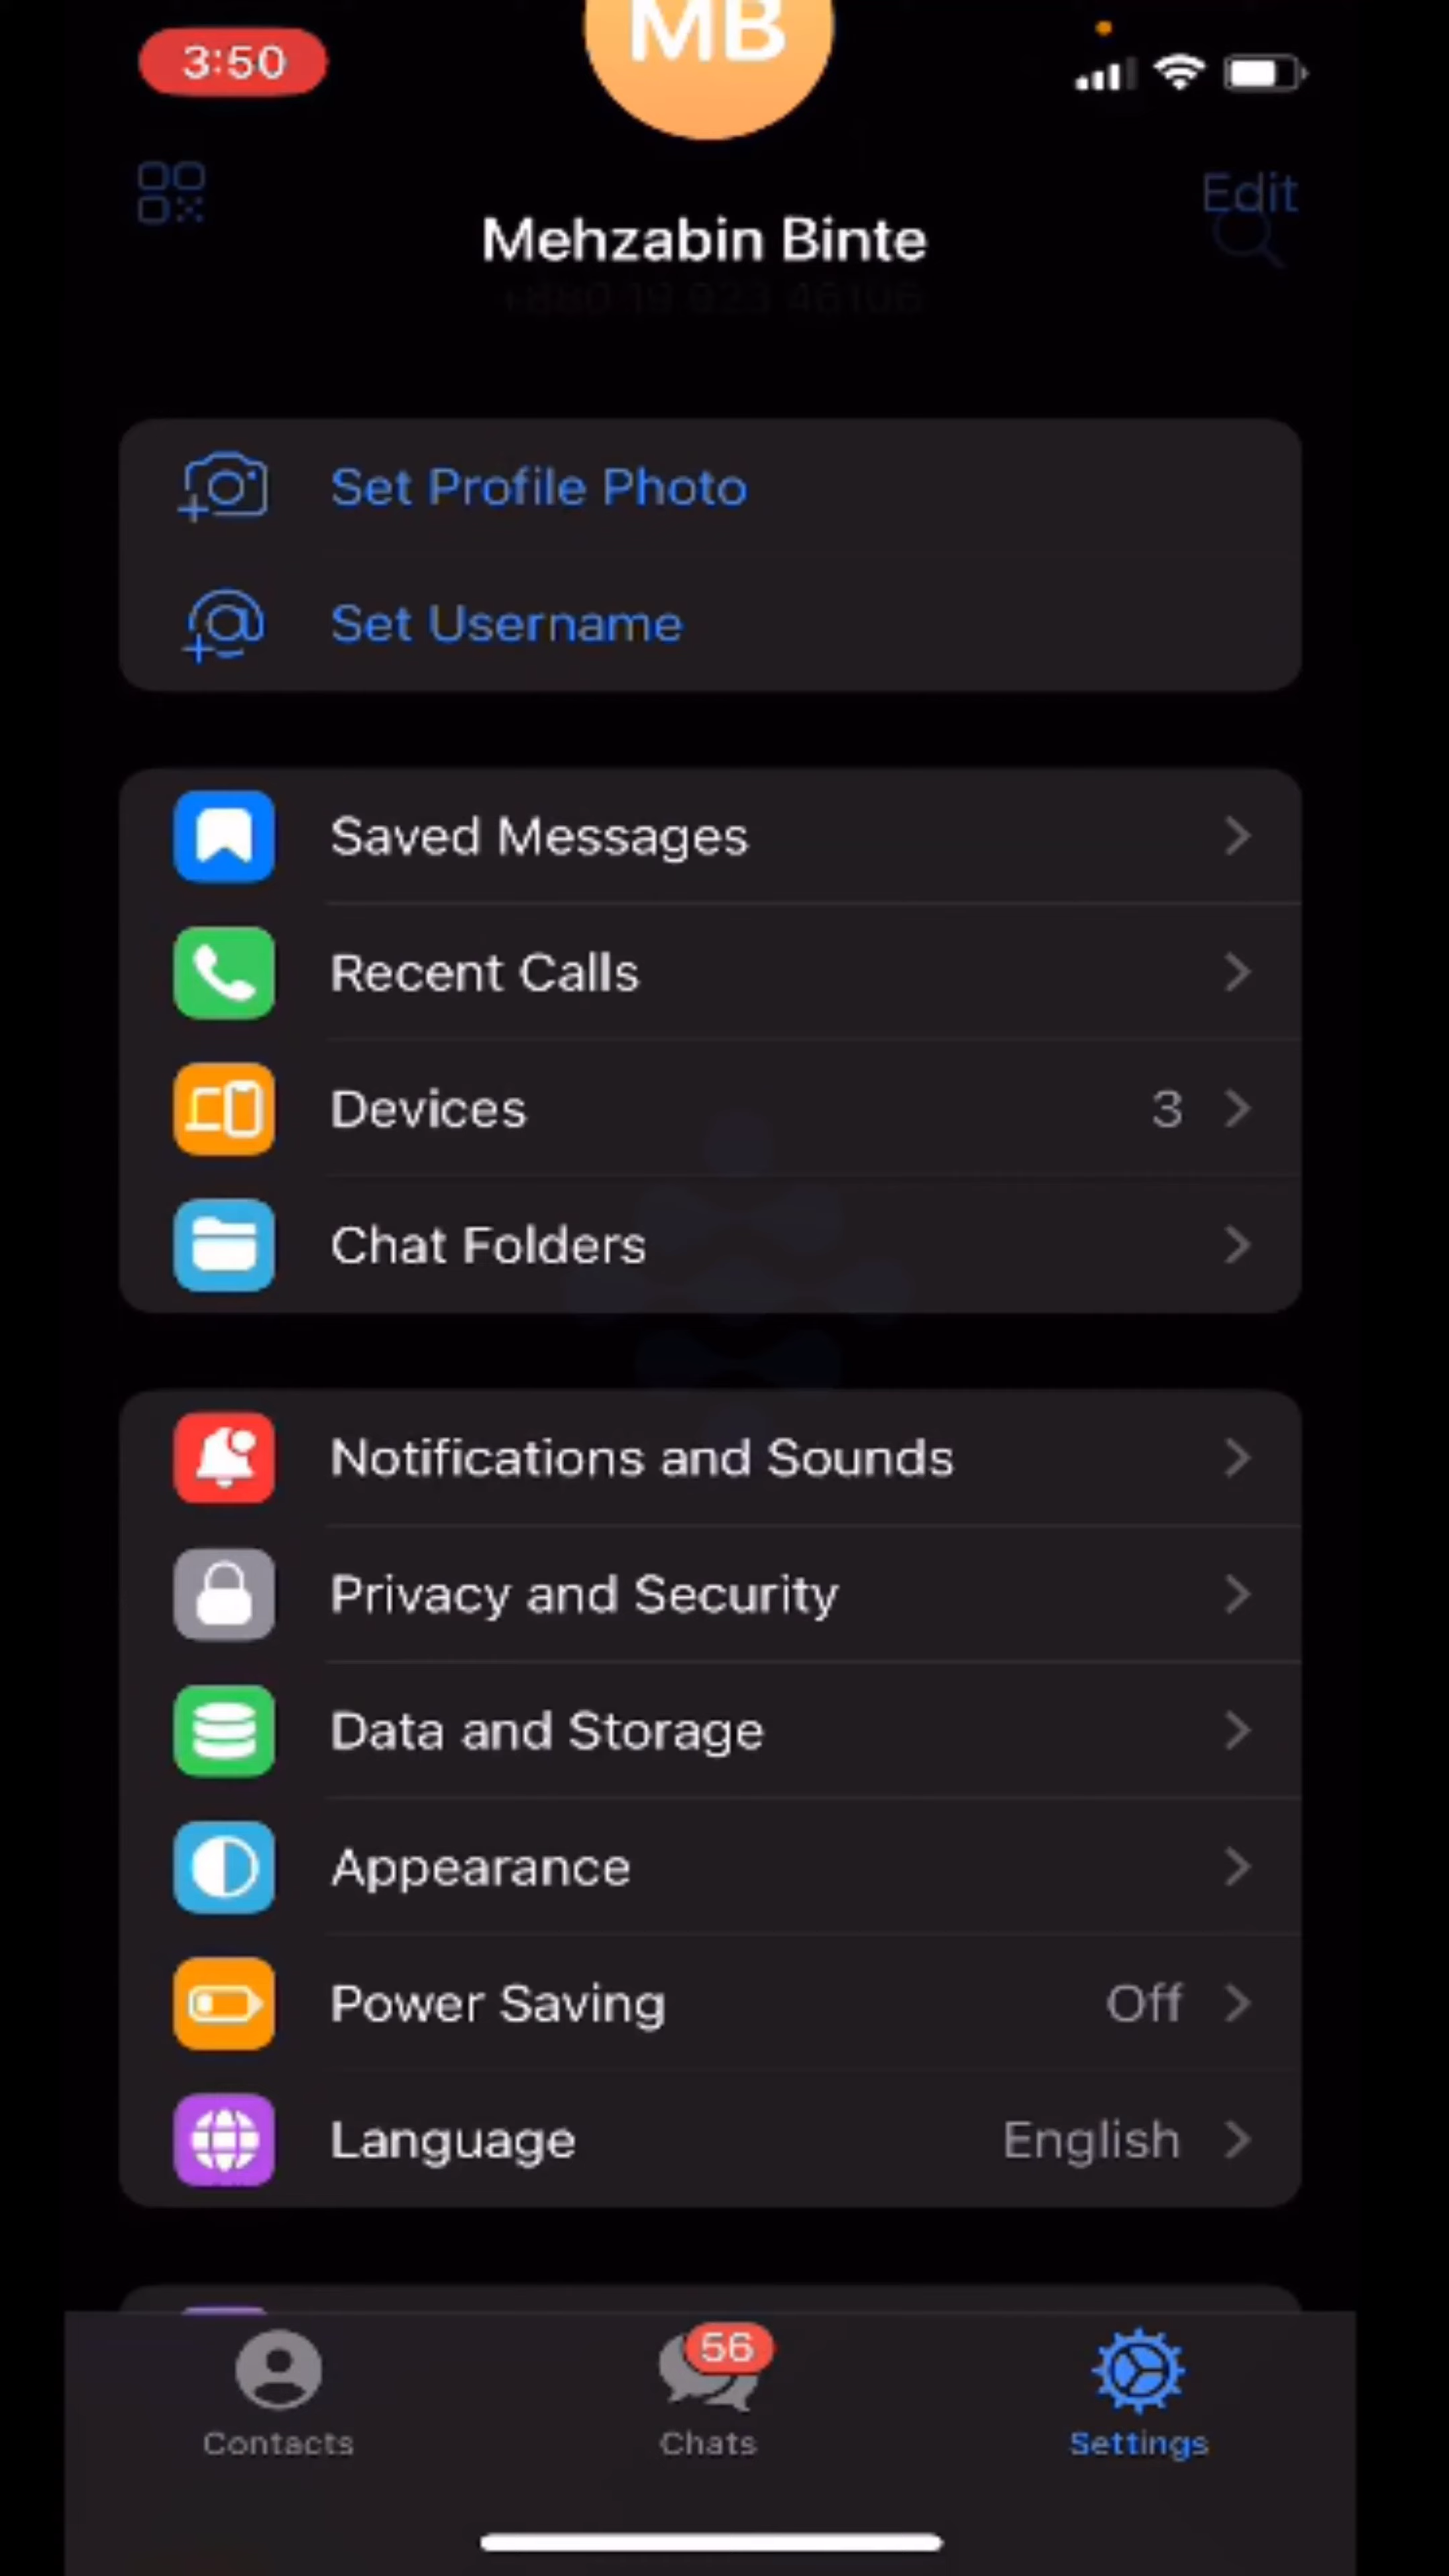 3:50
MB
Edit
Mehzabin Binte
Set Profile Photo
Set Username
Saved Messages
Recent Calls
Devices 3
Chat Folders
Notifications and Sounds
Privacy and Security
Data and Storage
Appearance
Power Saving Off
Language English
56
Contacts Chats Settings